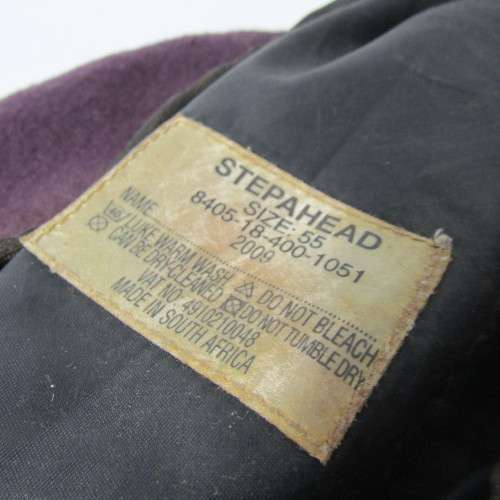 STEPAHEAD
SIZE-55
8405-18-400-1051
2009
NAME
LUKE WARM WASH DO NOT BLEACH
CAN BE DRY-CLEANED DO NOT TUMBLE DRY
VAT NO 4910210048
MADE IN SOUTH AFRICA